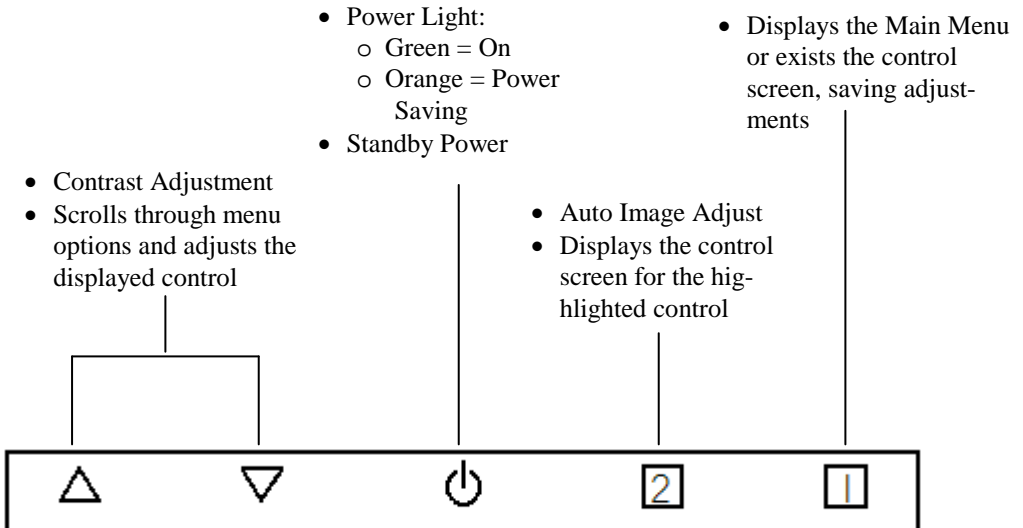 • Power Light:
o Green = On
o Orange = Power
Saving
• Standby Power
• Displays the Main Menu
or exists the control
screen, saving adjust-
ments
• Contrast Adjustment
• Scrolls through menu
options and adjusts the
displayed control
• Auto Image Adjust
• Displays the control
screen for the hig-
hlighted control
2
|